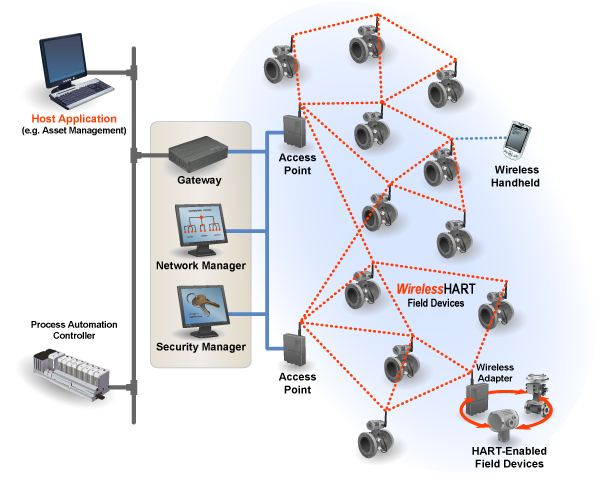 Host Application
(e.g. Asset Management)
Gateway
Access
Point
Wireless
Handheld
Network Manager
WirelessHART
Field Devices
Process Automation
Controller
Security Manager
Access
Point
Wireless
Adapter
HART-Enabled
Field Devices